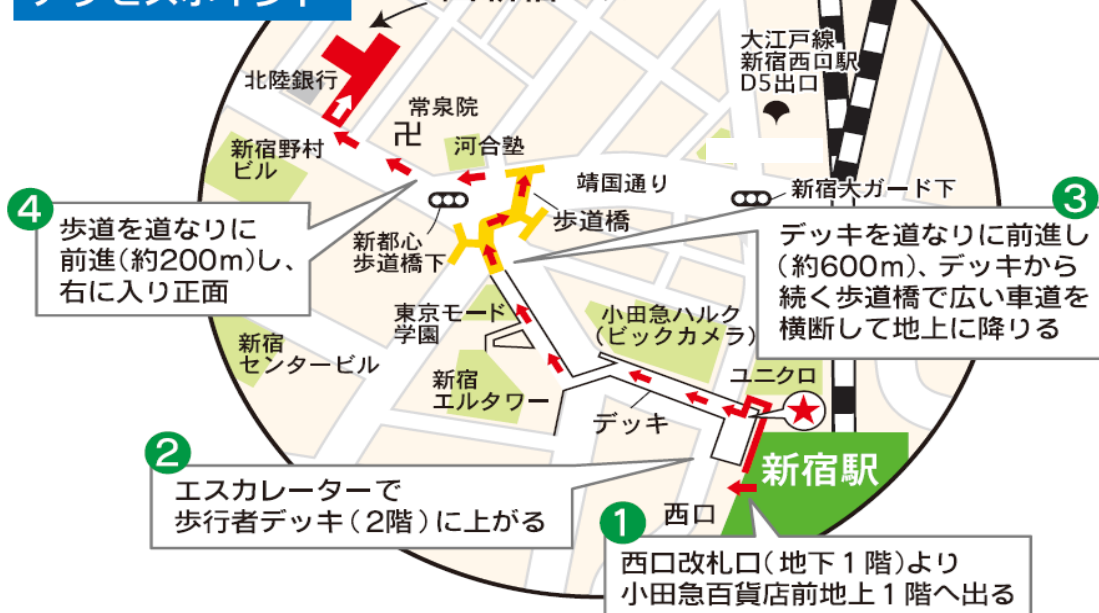 アクセスポイント
大江戸線
新宿西口駅
D5出口
北陸銀行
常泉院
卍
河合塾
新宿野村
ビル
靖国通り
新宿大ガード下
歩道橋
新都心
歩道橋下
4
歩道を道なりに
前進(約200m)し、
右に入り正面
3
デッキを道なりに前進し
(約600m)、デッキから
続く歩道橋で広い車道を
横断して地上に降りる
東京モード
学園
小田急ハルク
(ビックカメラ)
新宿
センタービル
新宿
エルタワー
ユニクロ
デッキ
2
エスカレーターで
歩行者デッキ(2階)に上がる
新宿駅
西口
1
西口改札口(地下1階)より
小田急百貨店前地上1階へ出る